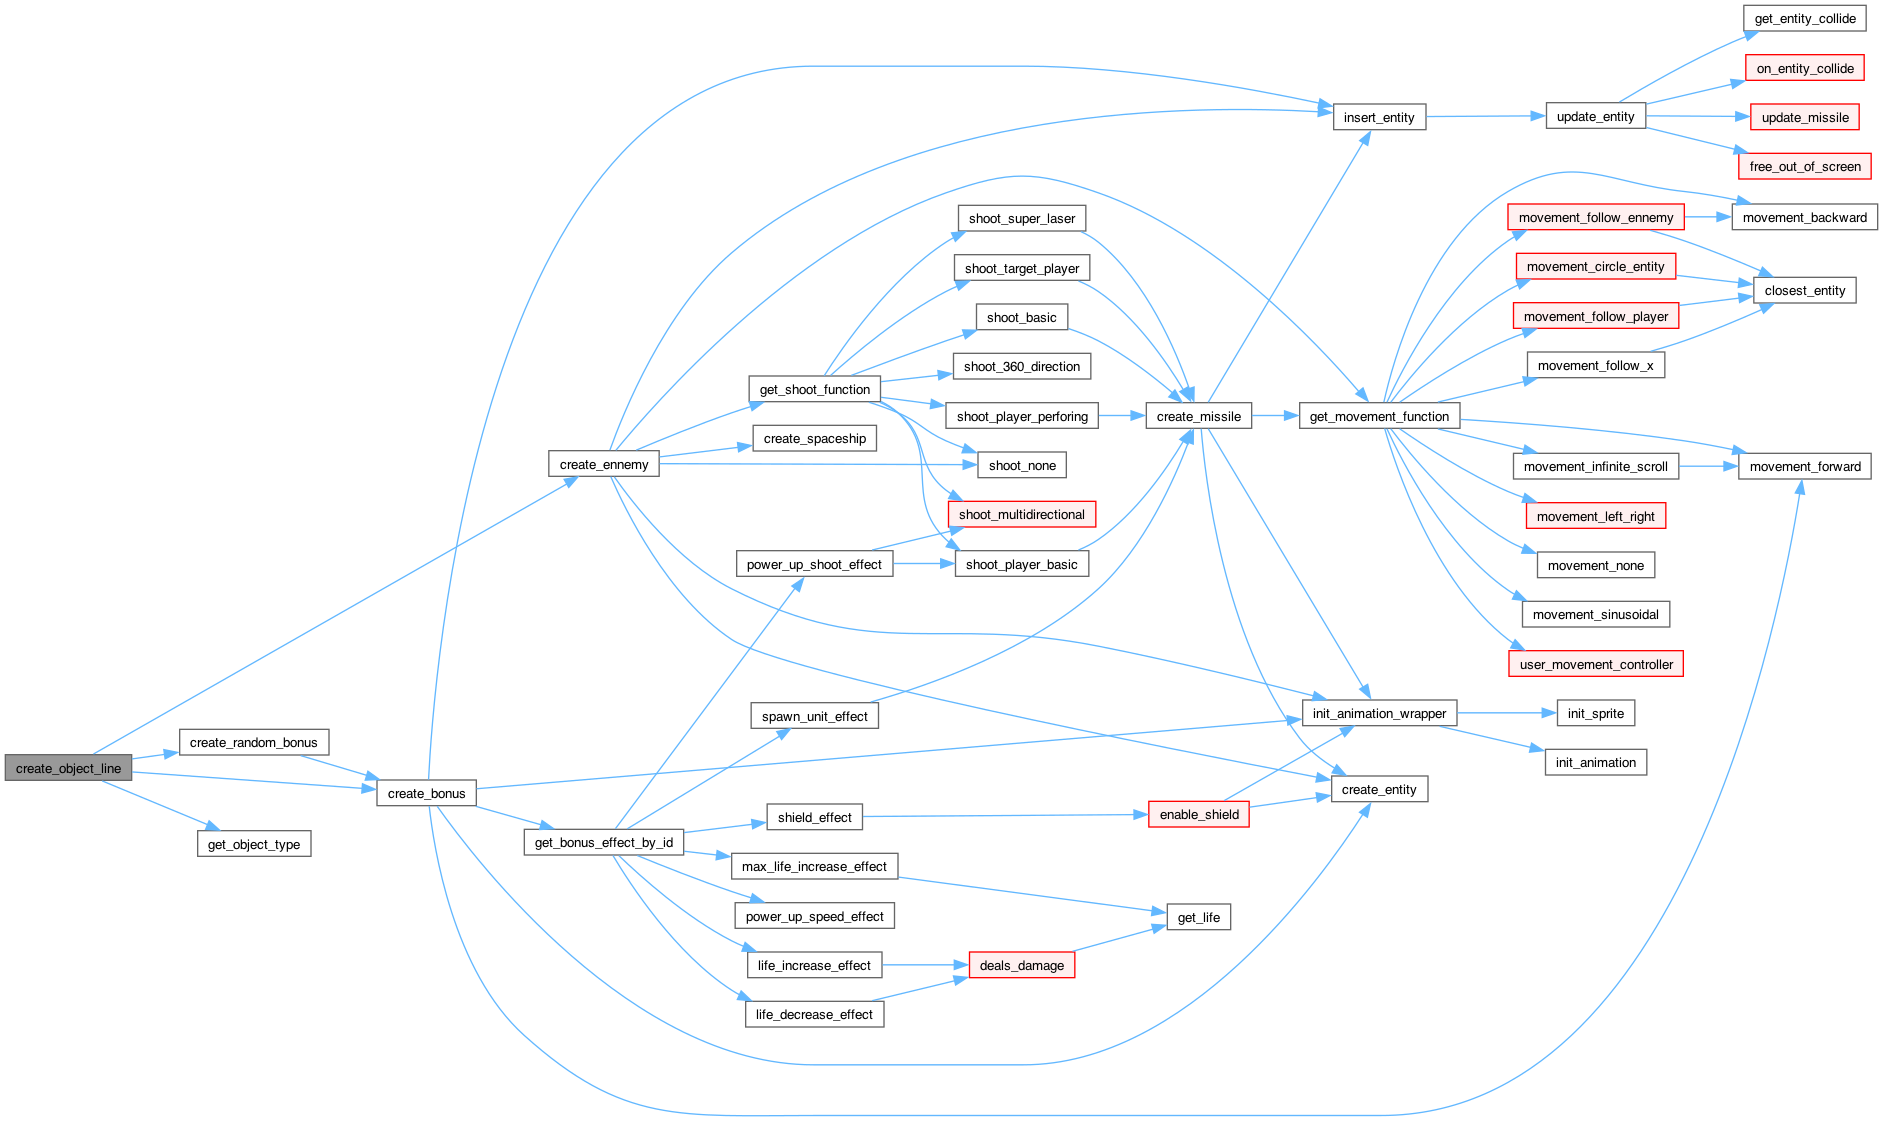 get_entity_collide
on_entity_collide
insert_entity
update_entity
update_missile
free_out_of_screen
shoot_super_laser
movement_follow_ennemy
movement_backward
shoot_target_player
movement_circle_entity
closest_entity
shoot_basic
movement_follow_player
shoot_360_direction
movement_follow_x
get_shoot_function
shoot_player_perforing
create_missile
get_movement_function
create_spaceship
create_ennemy
shoot_none
movement_infinite_scroll
movement_forward
shoot_multidirectional
movement_left_right
power_up_shoot_effect
shoot_player_basic
movement_none
movement_sinusoidal
user_movement_controller
spawn_unit_effect
init_animation_wrapper
init_sprite
create_random_bonus
create_object_line
init_animation
create_bonus
create_entity
shield_effect
enable_shield
get_object_type
get_bonus_effect_by_id
max_life_increase_effect
power_up_speed_effect
get_life
life_increase_effect
deals_damage
life_decrease_effect